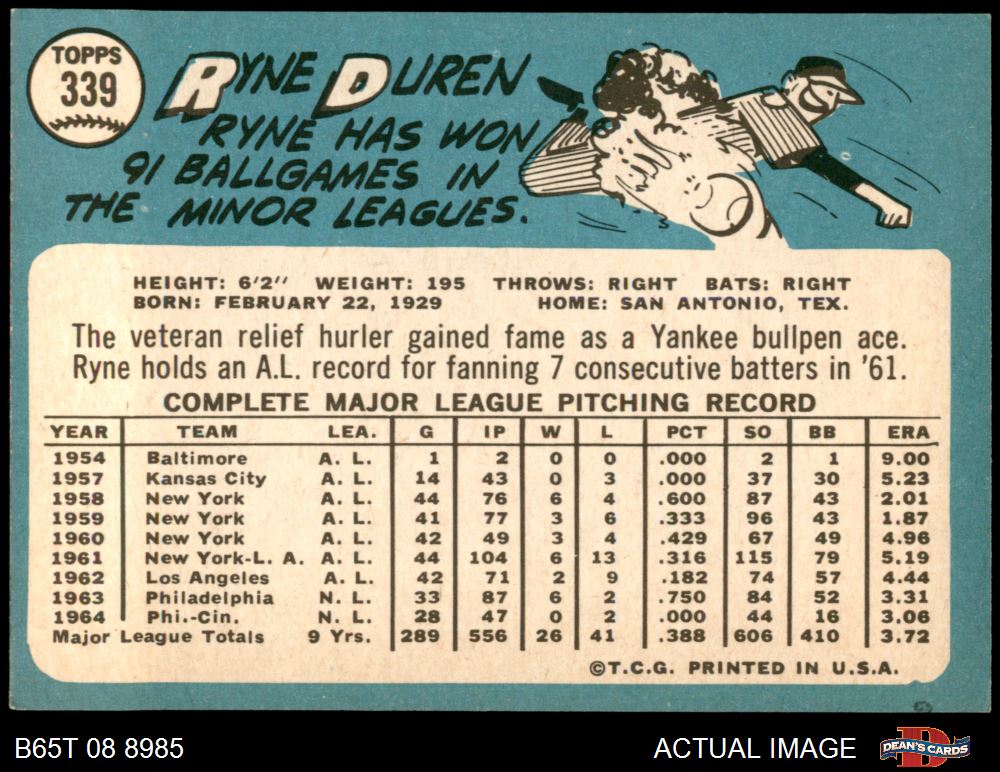 TOPPS
339
RYNE DUREN
RYNE HAS WON
91 BALLGAMES IN
THE MINOR LEAGUES.
HEIGHT: 6'2" WEIGHT: 195 THROWS: RIGHT BATS: RIGHT
BORN: FEBRUARY 22, 1929 HOME: SAN ANTONIO, TEX.
The veteran relief hurler gained fame as a Yankee bullpen ace.
Ryne holds an A.L. record for fanning 7 consecutive batters in '61.
COMPLETE MAJOR LEAGUE PITCHING RECORD
YEAR TEAM LEA. G IP W L PCT SO BB ERA
1954 Baltimore A. L. 1 2 0 0 .000 2 1 9.00
1957 Kansas City A. L. 14 43 0 3 .000 37 30 5.23
1958 New York A. L. 44 76 6 4 .600 87 43 2.01
1959 New York A. L. 41 77 3 6 .333 96 43 1.87
1960 New York A. L. 42 49 3 4 .429 67 49 4.96
1961 New York-L. A. A. L. 44 104 6 13 .316 115 79 5.19
1962 Los Angeles A. L. 42 71 2 9 .182 74 57 4.44
1963 Philadelphia N. L. 33 87 6 2 .750 84 52 3.31
1964 Phi.-Cin. N. L. 28 47 0 2 .000 44 16 3.06
Major League Totals 9 Yrs. 289 556 26 41 .388 606 410 3.72
©T.C.G. PRINTED IN U.S.A.
B65T 08 8985 ACTUAL IMAGE DEAN'S CARDS